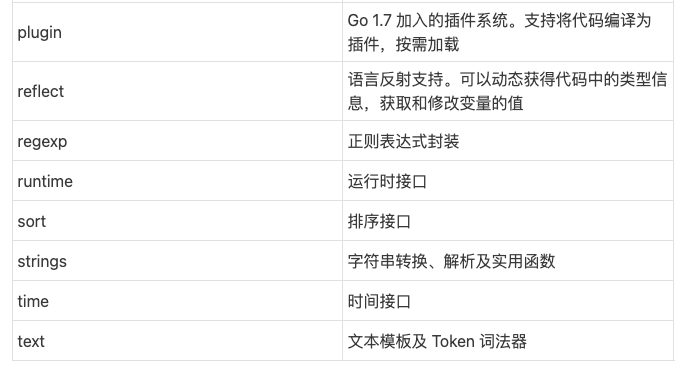 plugin
Go 1.7 加入的插件系统。支持将代码编译为
插件，按需加载
reflect
语言反射支持。可以动态获得代码中的类型信
息，获取和修改变量的值
regexp
正则表达式封装
runtime
运行时接口
sort
排序接口
strings
字符串转换、解析及实用函数
time
时间接口
text
文本模板及 Token 词法器